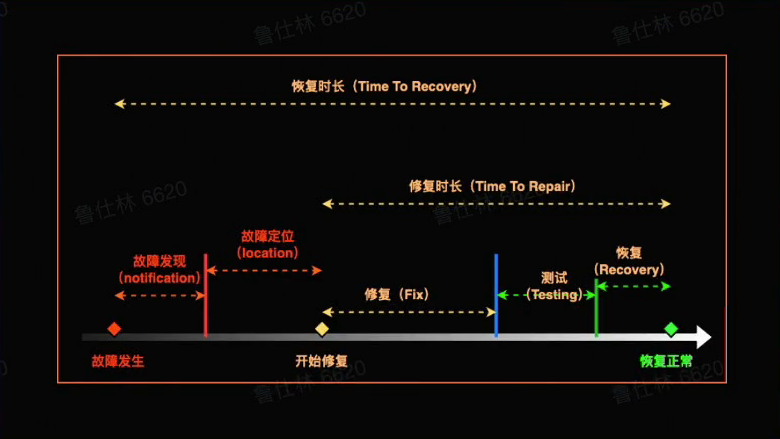 鲁仕林 6620
鲁仕林 6620
恢复时长（Time To Recovery）
修复时长（Time To Repair）
鲁仕林 6620
鲁仕林 6620
故障定位
（location）
恢复
（Recovery）
故障发现
（notification）
测试
（Testing）
修复（Fix）
故障发生
开始修复
恢复正常
鲁仕林 6620
鲁仕林 6620